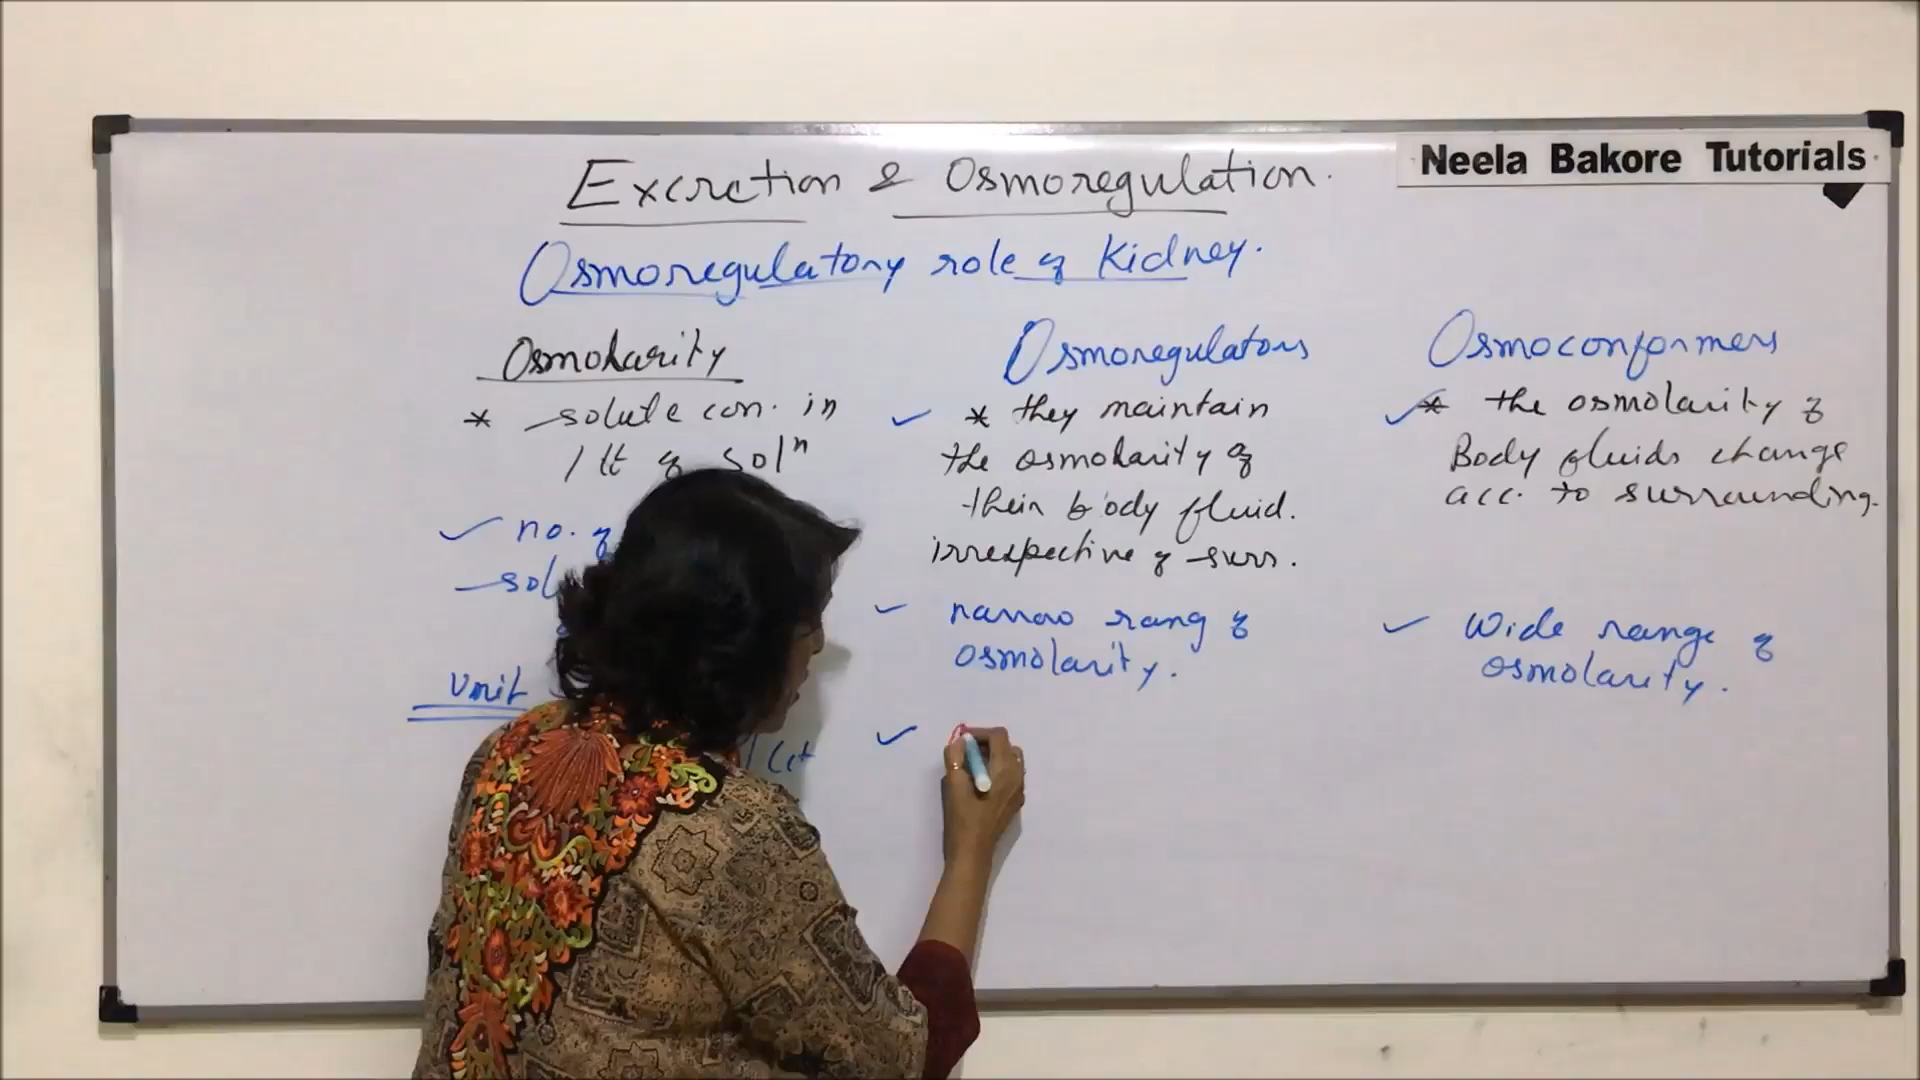 Neela Bakore Tutorials
Excretion & Osmoregulation.
Osmoregulatory role of Kidney.
Osmolarity
* solute con. in
1 lt of solⁿ
✓ no. of
sol
Unit
/ Lit
Osmoregulators
✓ * they maintain
the osmolarity of
their body fluid.
irrespective of surr.
✓ narrow rang of
osmolarity.
✓
Osmoconformers
✓ * the osmolarity of
Body fluids change
acc. to surrounding.
✓ Wide range of
osmolarity.